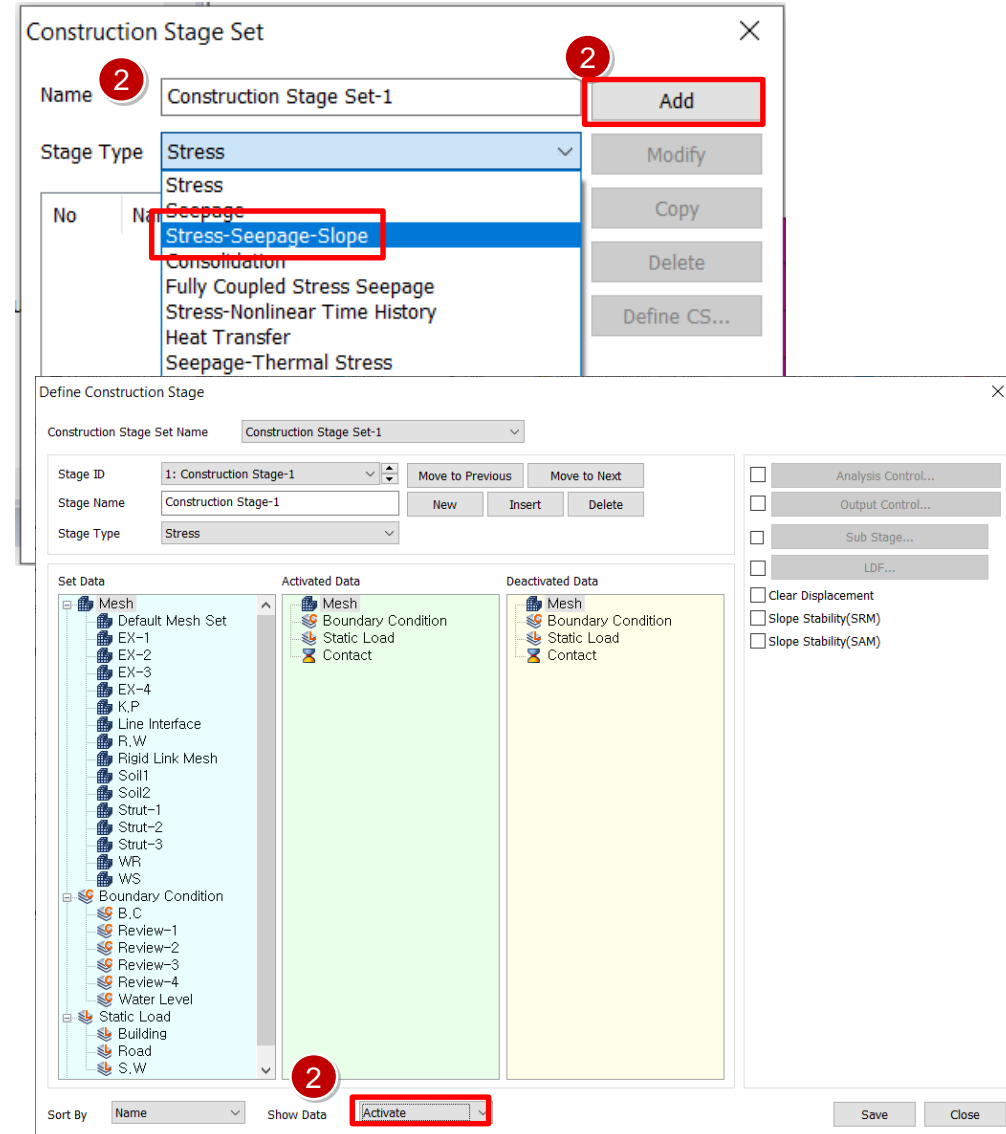 Construction Stage Set
2
2
Name
Construction Stage Set-1
Add
Stage Type
Stress
Modify
Stress
No
Seepage
Copy
Stress-Seepage-Slope
Consolidation
Delete
Fully Coupled Stress Seepage
Stress-Nonlinear Time History
Define CS...
Heat Transfer
Seepage-Thermal Stress
Define Construction Stage
Construction Stage Set Name
Construction Stage Set-1
Stage ID
1: Construction Stage-1
Move to Previous
Move to Next
Stage Name
Construction Stage-1
New
Insert
Delete
Stage Type
Stress
Analysis Control...
Output Control...
Sub Stage...
LDF...
Clear Displacement
Slope Stability(SRM)
Slope Stability(SAM)
Set Data
Mesh
Default Mesh Set
EX-1
EX-2
EX-3
EX-4
K,P
Line Interface
R,W
Rigid Link Mesh
Soil1
Soil2
Strut-1
Strut-2
Strut-3
WR
WS
Boundary Condition
B,C
Review-1
Review-2
Review-3
Review-4
Water Level
Static Load
Building
Road
S,W
Activated Data
Mesh
Boundary Condition
Static Load
Contact
Deactivated Data
Mesh
Boundary Condition
Static Load
Contact
2
Sort By
Name
Show Data
Activate
Save
Close